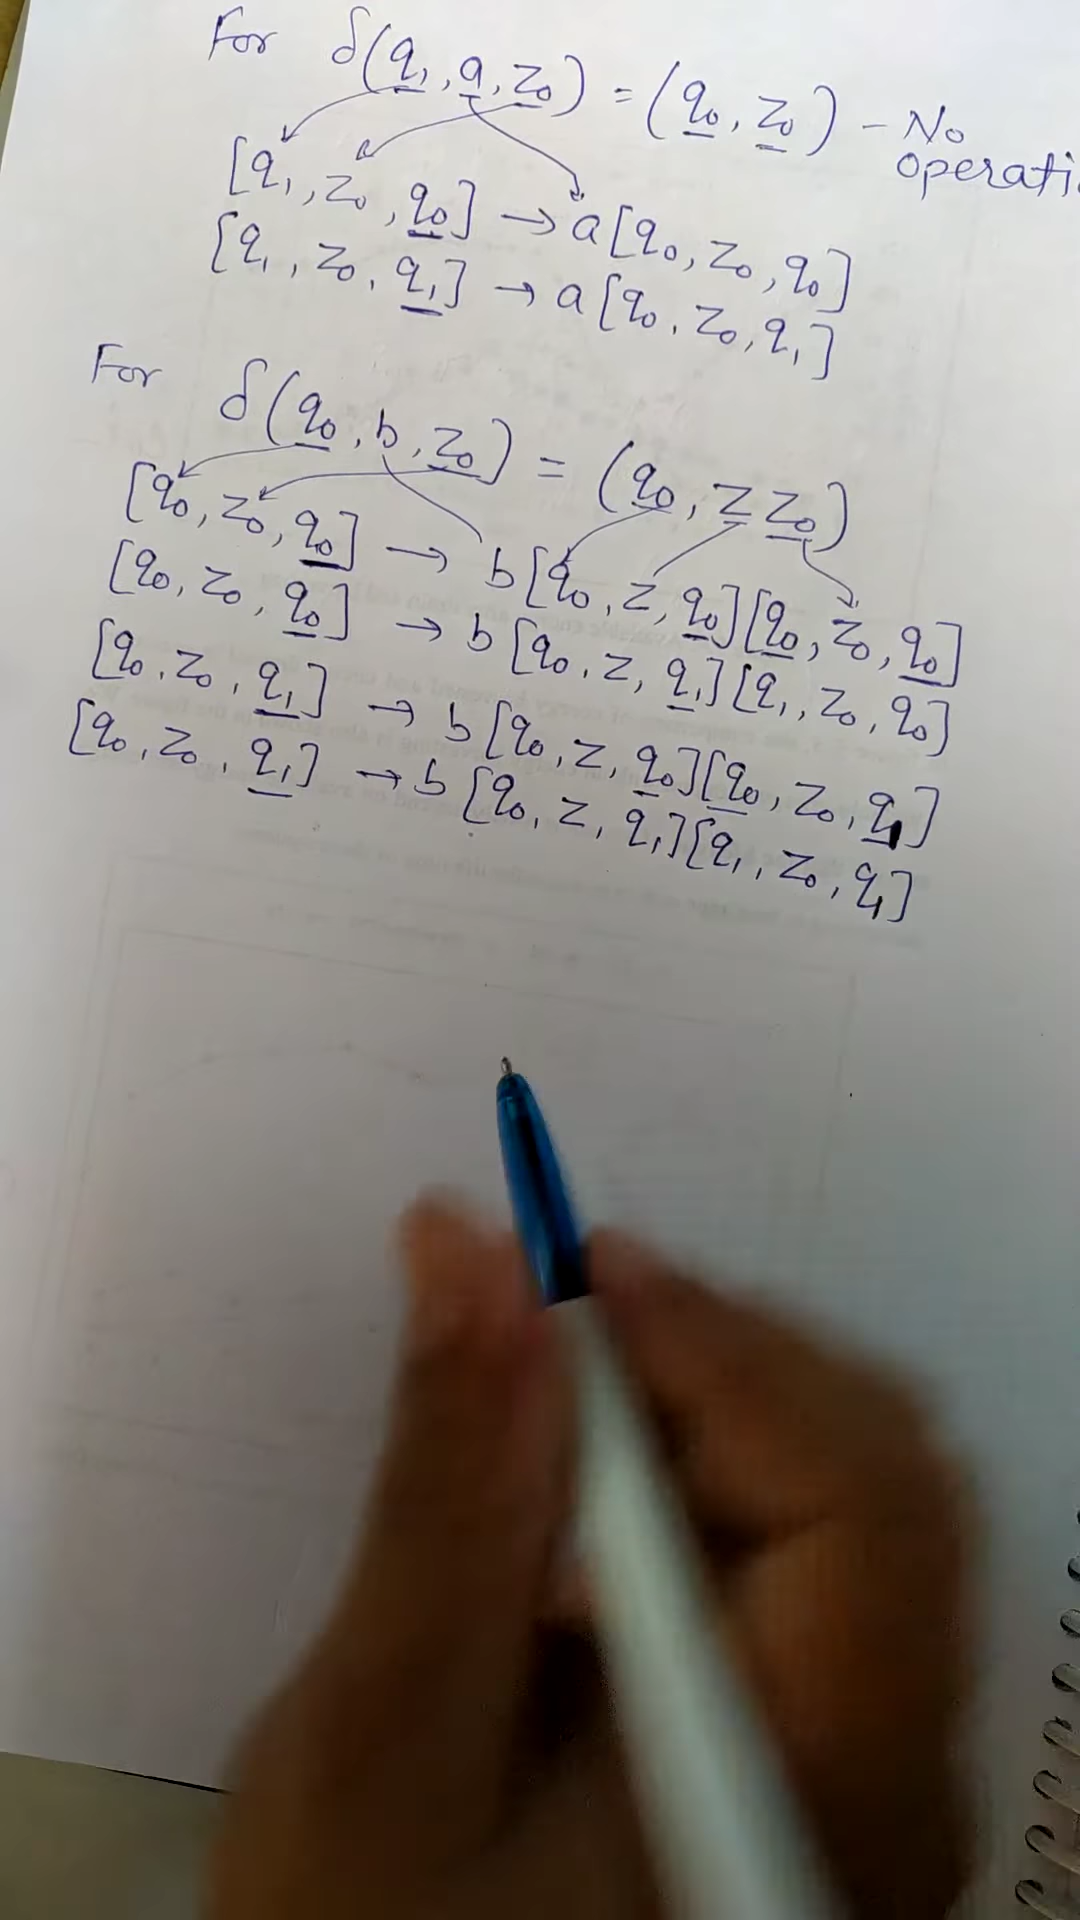 For δ(q₁, a, z₀) = (q₀, z₀) - No
operati
[q₁, z₀, q₀] → a[q₀, z₀, q₀]
[q₁, z₀, q₁] → a[q₀, z₀, q₁]
For δ(q₀, b, z₀) = (q₀, z z₀)
[q₀, z₀, q₀] → b[q₀, z, q₀][q₀, z₀, q₀]
[q₀, z₀, q₀] → b[q₀, z, q₁][q₁, z₀, q₀]
[q₀, z₀, q₁] → b[q₀, z, q₀][q₀, z₀, q₁]
[q₀, z₀, q₁] → b[q₀, z, q₁][q₁, z₀, q₁]